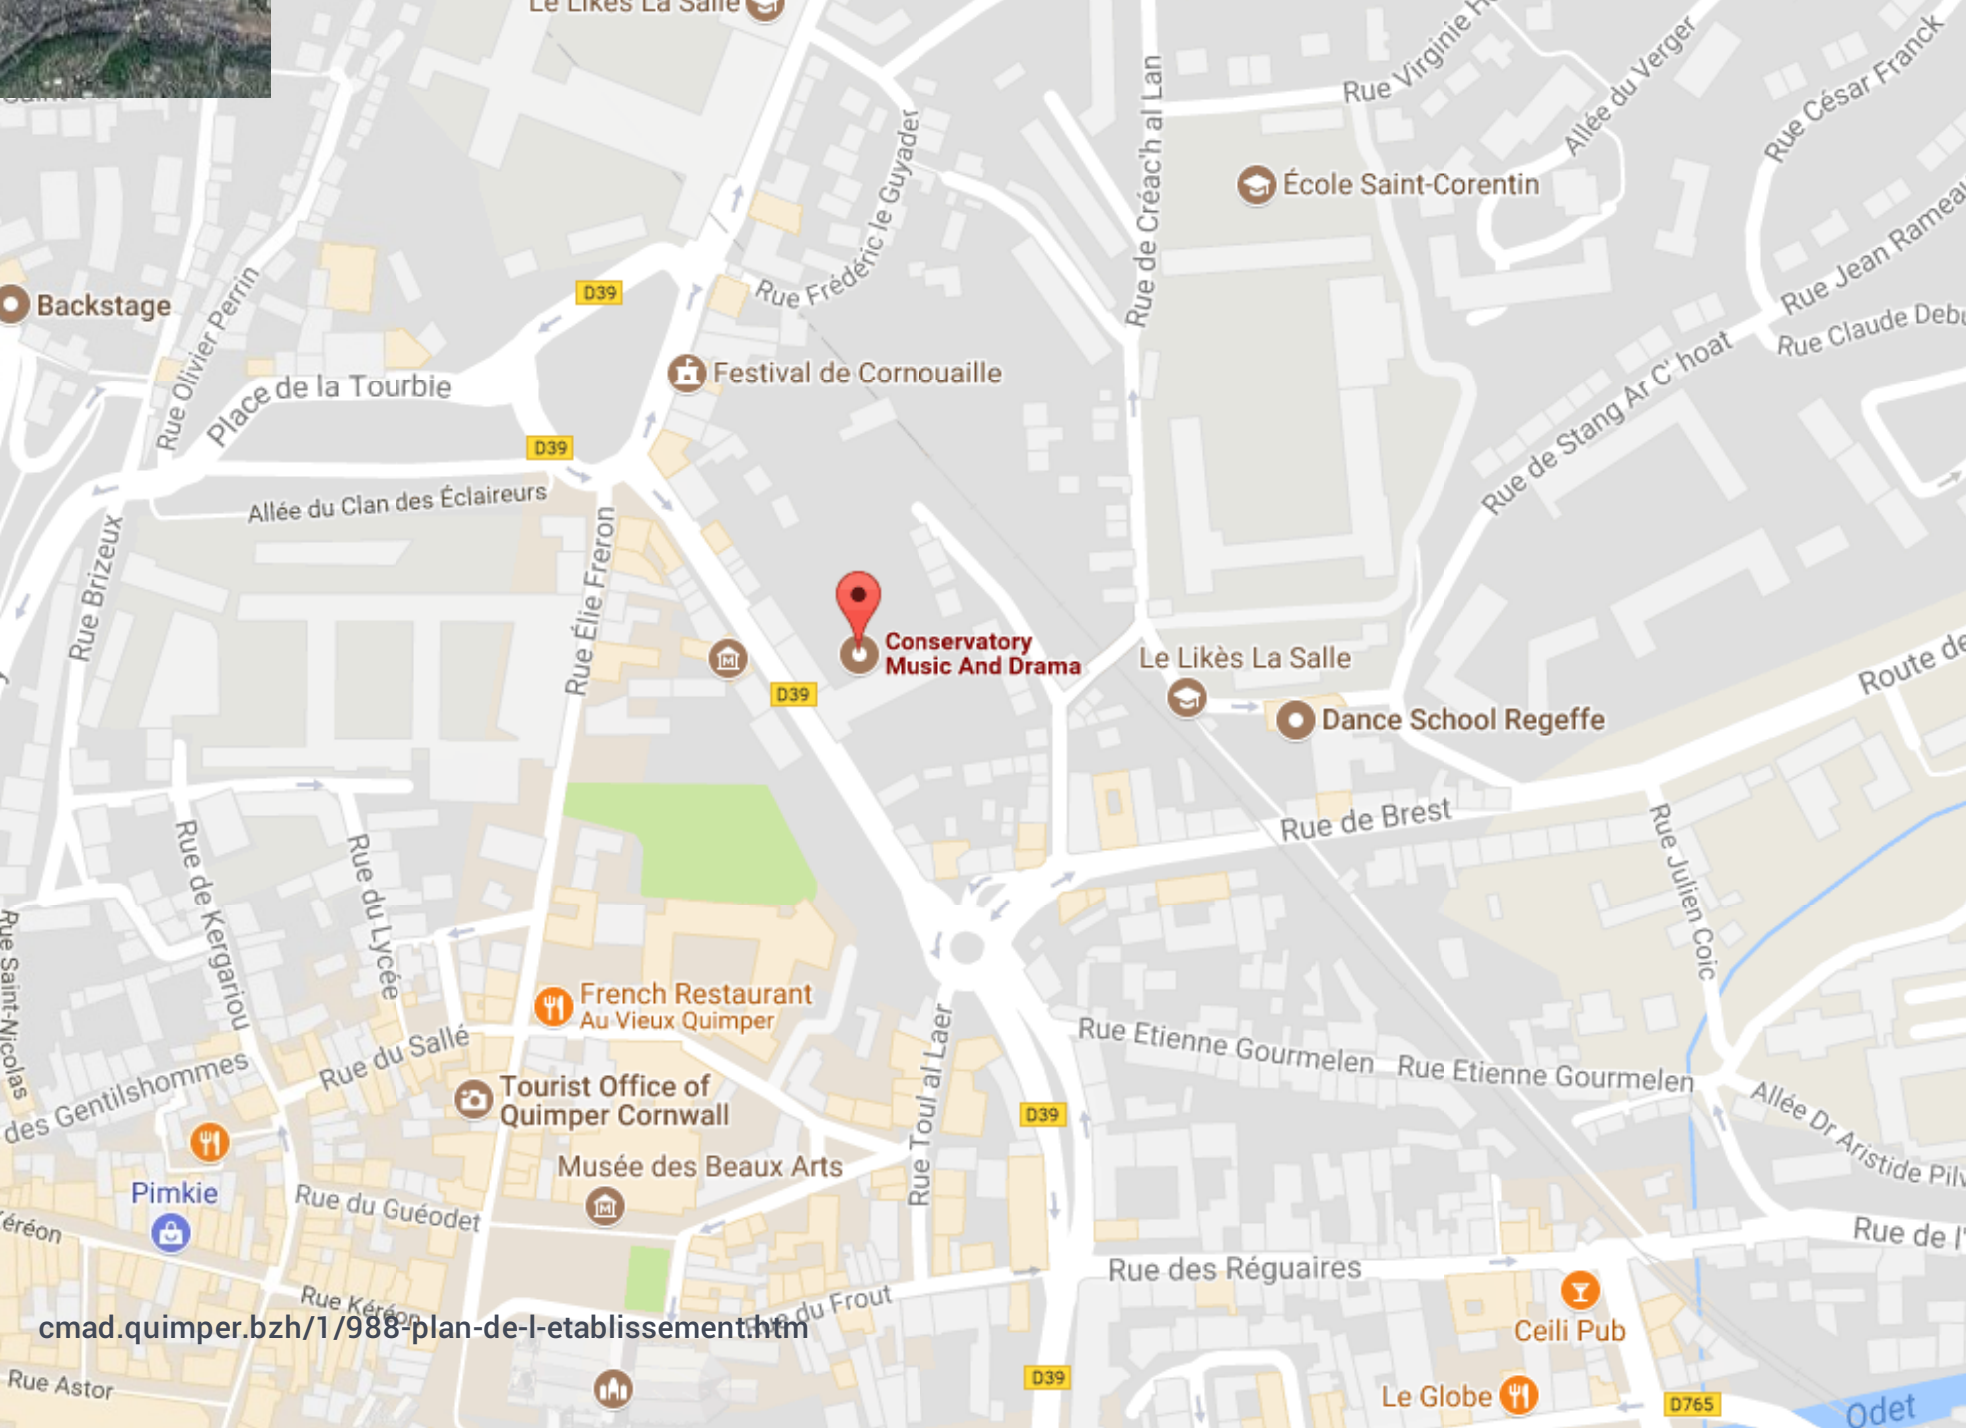 Le Likès La Salle
Rue Virginie
Allée du Verger
Rue César Franck
Rue de Créac'h al Lan
Rue Frédéric le Guyader
École Saint-Corentin
Rue Jean Rameau
Rue Claude
D39
Backstage
Rue Olivier Perrin
Place de la Tourbie
Festival de Cornouaille
Rue de Stang Ar C'hoat
D39
Allée du Clan des Éclaireurs
Rue Brizeux
Rue Élie Freron
Conservatory
Music And Drama
Le Likès La Salle
Route de
D39
Dance School Regeffe
Rue de Brest
Rue Julien Coic
Rue de Kergariou
Rue du Lycée
Rue Saint-Nicolas
French Restaurant
Au Vieux Quimper
Rue Toul al Laer
Rue Etienne Gourmelen
Rue Etienne Gourmelen
Rue du Sallé
des Gentilshommes
Tourist Office of
Quimper Cornwall
D39
Allée Dr Aristide
Musée des Beaux Arts
Pimkie
Rue du Guéodet
Kéréon
Rue de l'
Rue des Réguaires
Rue Kéréon
Rue du Frout
cmad.quimper.bzh/1/988-plan-de-l-etablissement.htm
Ceili Pub
Rue Astor
D39
Le Globe
D765
Odet